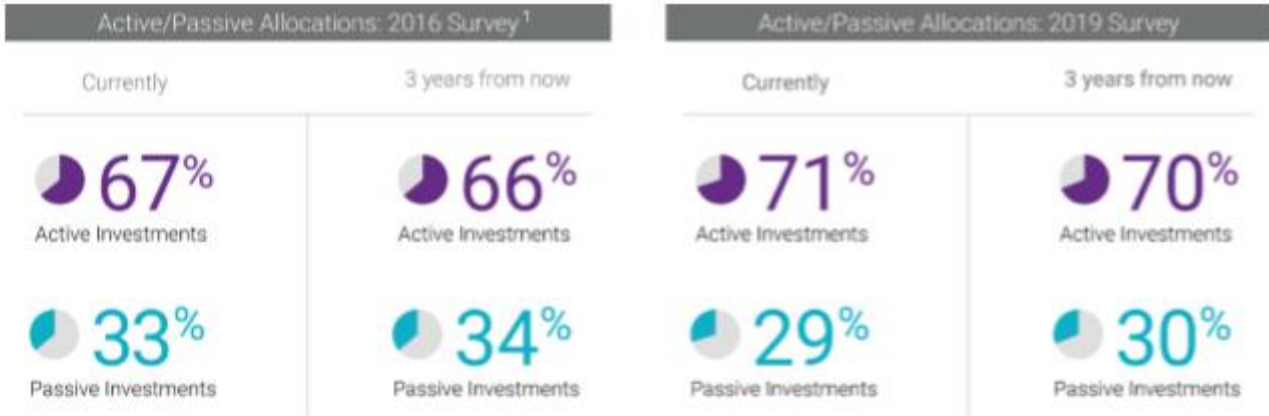 Active/Passive Allocations: 2016 Survey¹
Currently
3 years from now
67%
Active Investments
66%
Active Investments
33%
Passive Investments
34%
Passive Investments
Active/Passive Allocations: 2019 Survey
Currently
3 years from now
71%
Active Investments
70%
Active Investments
29%
Passive Investments
30%
Passive Investments